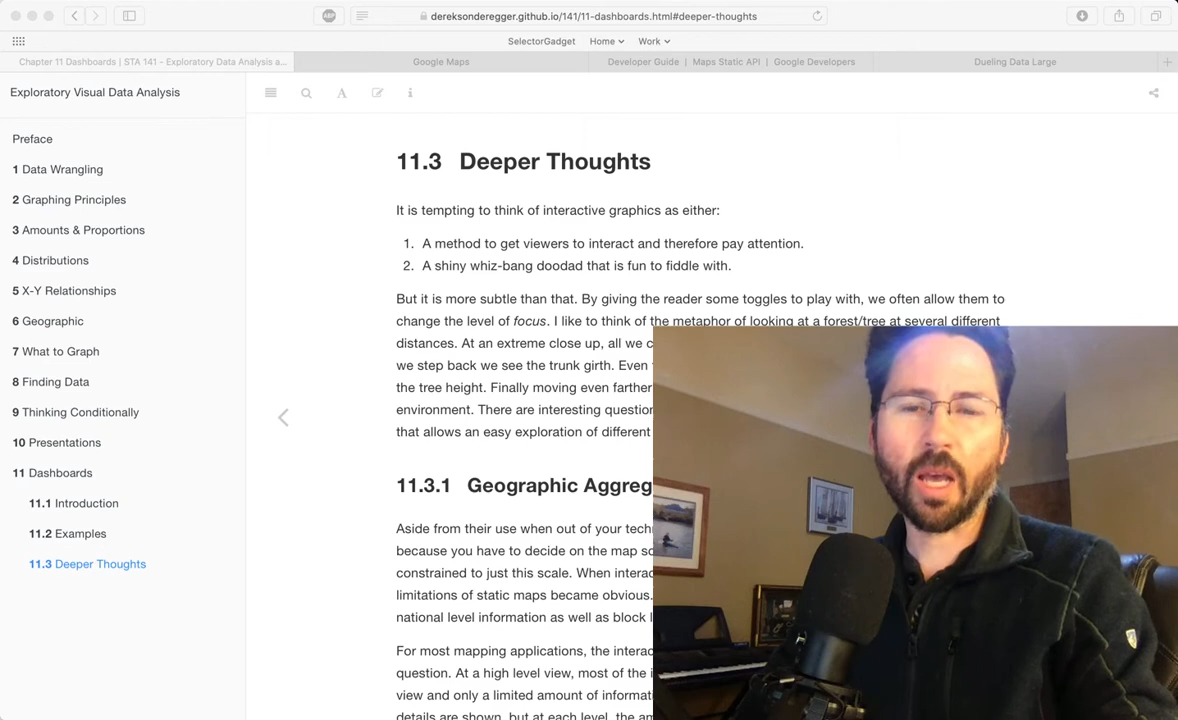 dereksonderegger.github.io/141/11-dashboards.html#deeper-thoughts
SelectorGadget Home Work
Chapter 11 Dashboards | STA 141 – Exploratory Data Analysis a...
Google Maps
Developer Guide | Maps Static API | Google Developers
Dueling Data Large
Exploratory Visual Data Analysis
Preface
1 Data Wrangling
2 Graphing Principles
3 Amounts & Proportions
4 Distributions
5 X-Y Relationships
6 Geographic
7 What to Graph
8 Finding Data
9 Thinking Conditionally
10 Presentations
11 Dashboards
11.1 Introduction
11.2 Examples
11.3 Deeper Thoughts
11.3 Deeper Thoughts
It is tempting to think of interactive graphics as either:
1. A method to get viewers to interact and therefore pay attention.
2. A shiny whiz-bang doodad that is fun to fiddle with.
But it is more subtle than that. By giving the reader some toggles to play with, we often allow them to
change the level of focus. I like to think of the metaphor of looking at a forest/tree at several different
distances. At an extreme close up, all we
we step back we see the trunk girth. Even
the tree height. Finally moving even farther
environment. There are interesting question
that allows an easy exploration of different
11.3.1 Geographic Aggreg
Aside from their use when out of your tech
because you have to decide on the map sc
constrained to just this scale. When interac
limitations of static maps became obvious.
national level information as well as block l
For most mapping applications, the interac
question. At a high level view, most of the i
view and only a limited amount of informati
details are shown, but at each level, the am